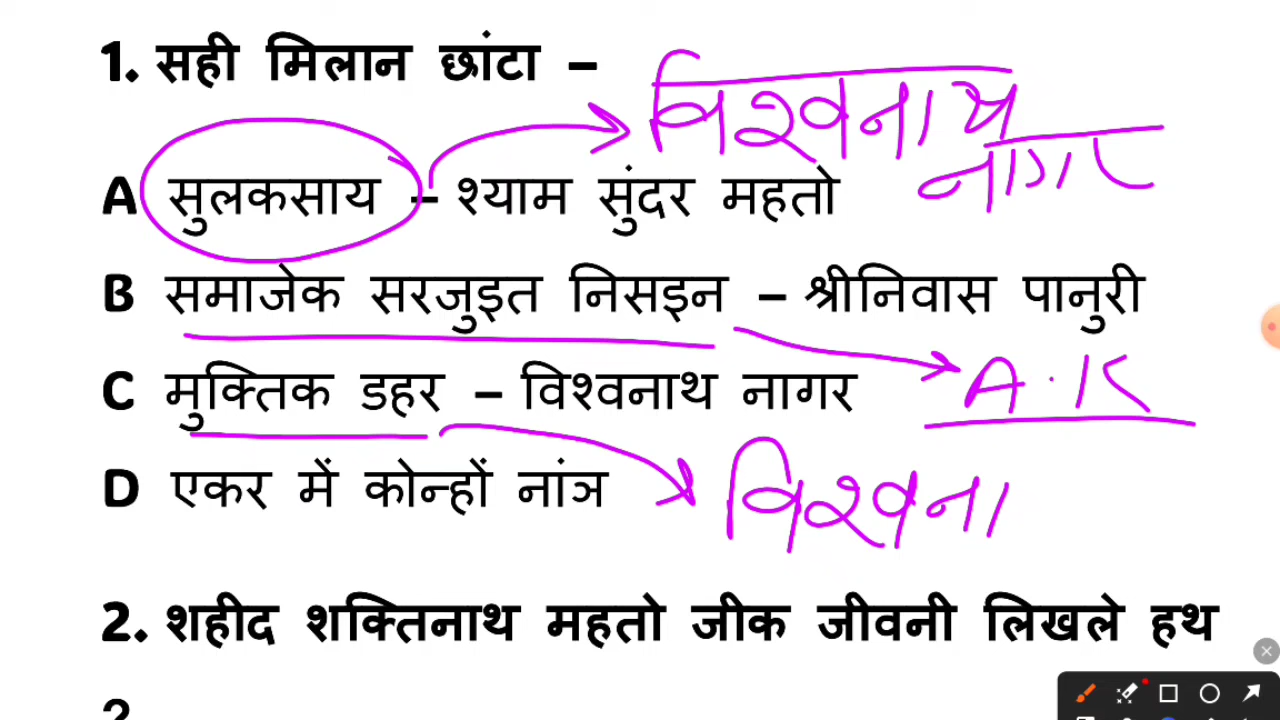 1. सही मिलान छांटा –
विश्वनाथ
नागर
A सुलकसाय – श्याम सुंदर महतो
B समाजेक सरजुइत निसइन – श्रीनिवास पानुरी
A.K
C मुक्तिक डहर – विश्वनाथ नागर
D एकर में कोन्हों नांञ
विश्वना
2. शहीद शक्तिनाथ महतो जीक जीवनी लिखले हथ